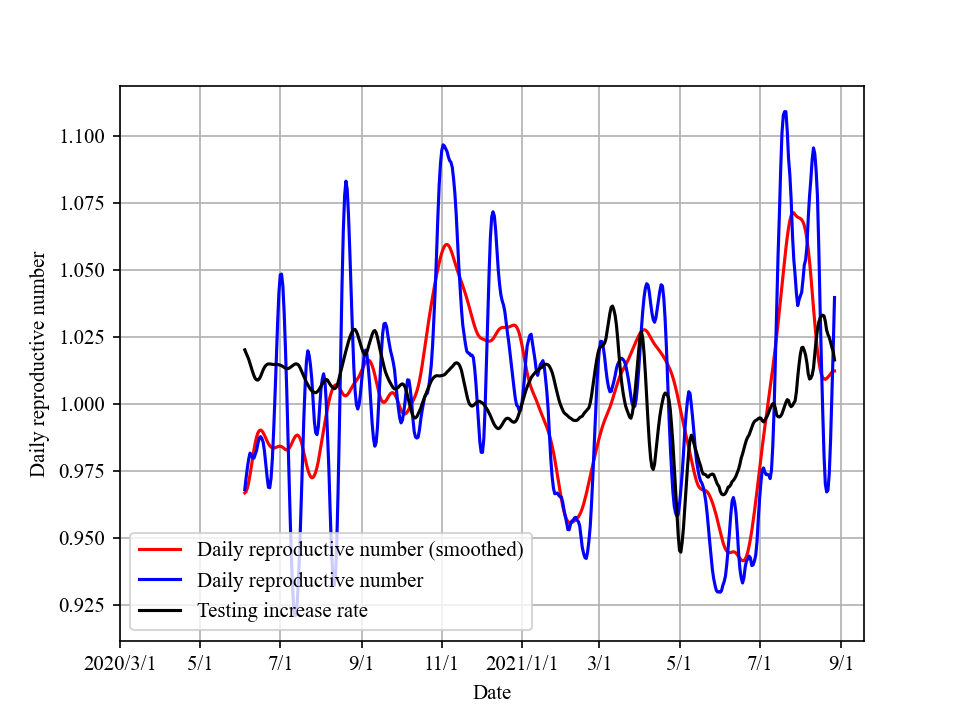 1.100
1.075
1.050
1.025
1.000
0.975
0.950
0.925
Daily reproductive number
Daily reproductive number (smoothed)
Daily reproductive number
Testing increase rate
2020/3/1 5/1 7/1 9/1 11/1 2021/1/1 3/1 5/1 7/1 9/1
Date